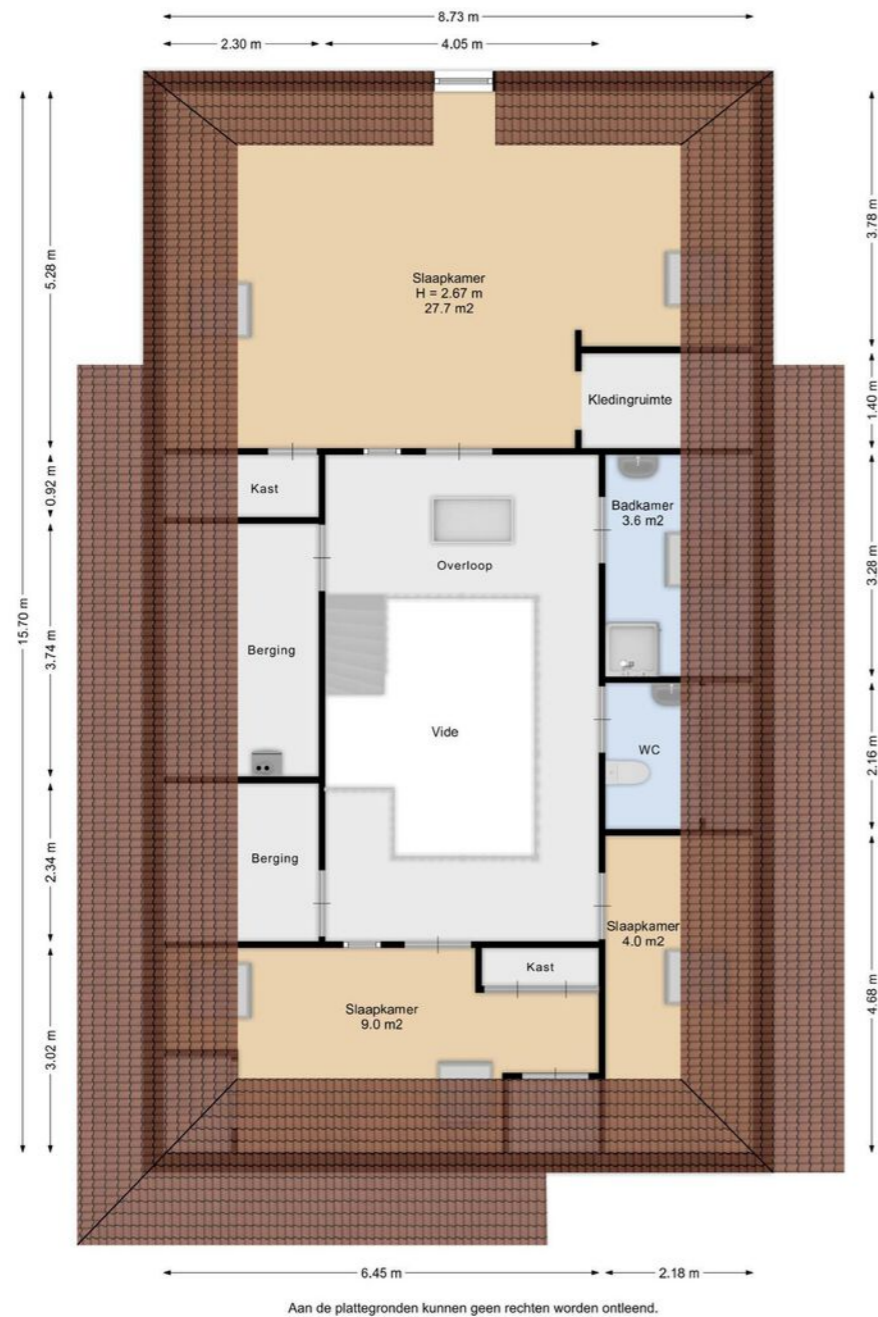 8.73 m
2.30 m
4.05 m
3.78 m
5.28 m
Slaapkamer
H = 2.67 m
27.7 m2
1.40 m
Kledingruimte
0.92 m
Kast
Badkamer
3.6 m2
Overloop
3.28 m
15.70 m
3.74 m
Berging
Vide
WC
2.16 m
2.34 m
Berging
Slaapkamer
4.0 m2
Kast
4.68 m
3.02 m
Slaapkamer
9.0 m2
6.45 m
2.18 m
Aan de plattegronden kunnen geen rechten worden ontleend.